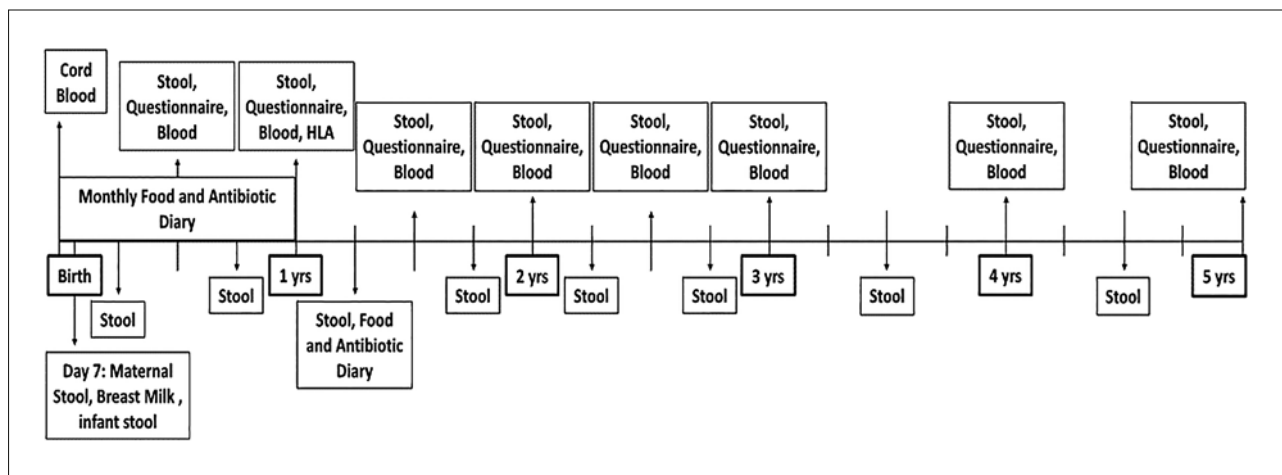 Cord
Blood
Stool,
Questionnaire,
Blood
Stool,
Questionnaire,
Blood, HLA
Stool,
Questionnaire,
Blood
Stool,
Questionnaire,
Blood
Stool,
Questionnaire,
Blood
Stool,
Questionnaire,
Blood
Stool,
Questionnaire,
Blood
Stool,
Questionnaire,
Blood
Monthly Food and Antibiotic
Diary
Birth
1 yrs
2 yrs
3 yrs
4 yrs
5 yrs
Stool
Stool
Stool
Stool
Stool
Stool
Stool
Stool, Food
and Antibiotic
Diary
Day 7: Maternal
Stool, Breast Milk ,
infant stool